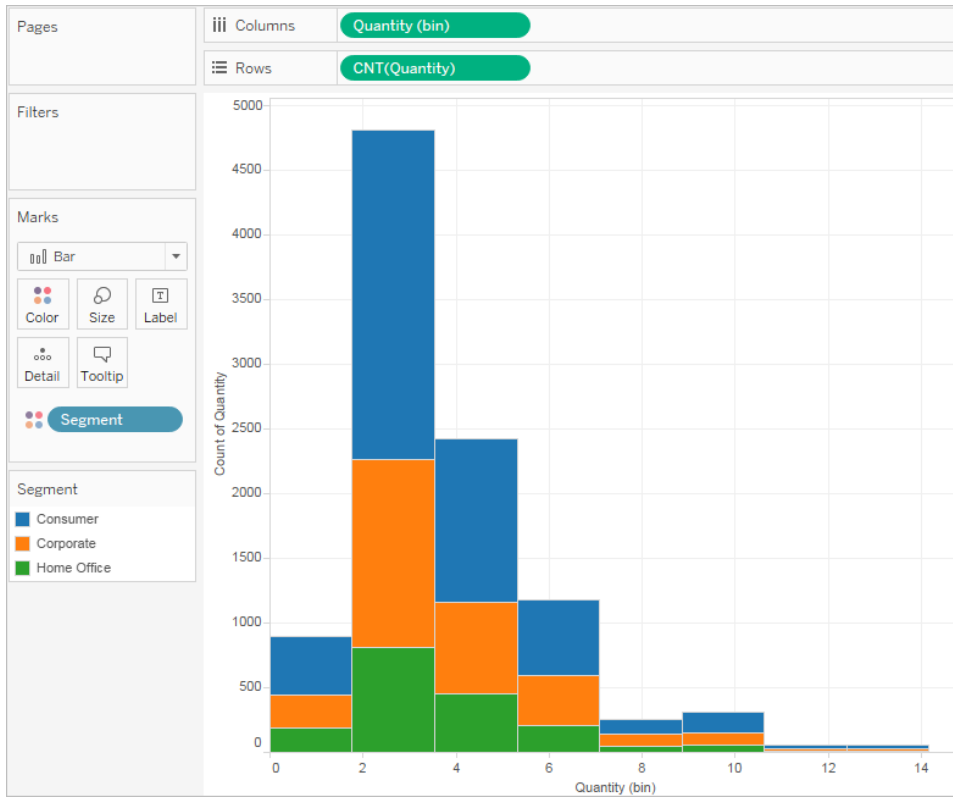 Pages
Columns
Quantity (bin)
Rows
CNT(Quantity)
Filters
Marks
Bar
Color
Size
T
Label
Detail
Tooltip
Segment
Segment
Consumer
Corporate
Home Office
5000
4500
4000
3500
3000
2500
2000
1500
1000
500
0
Count of Quantity
0 2 4 6 8 10 12 14
Quantity (bin)